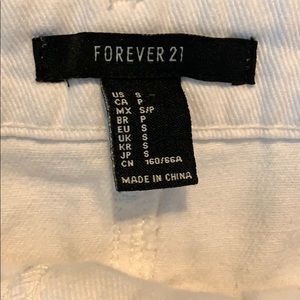 FOREVER 21
US S
CA P
MX S/P
BR P
EU S
UK S
KR S
JP S
CN 160/66A
MADE IN CHINA